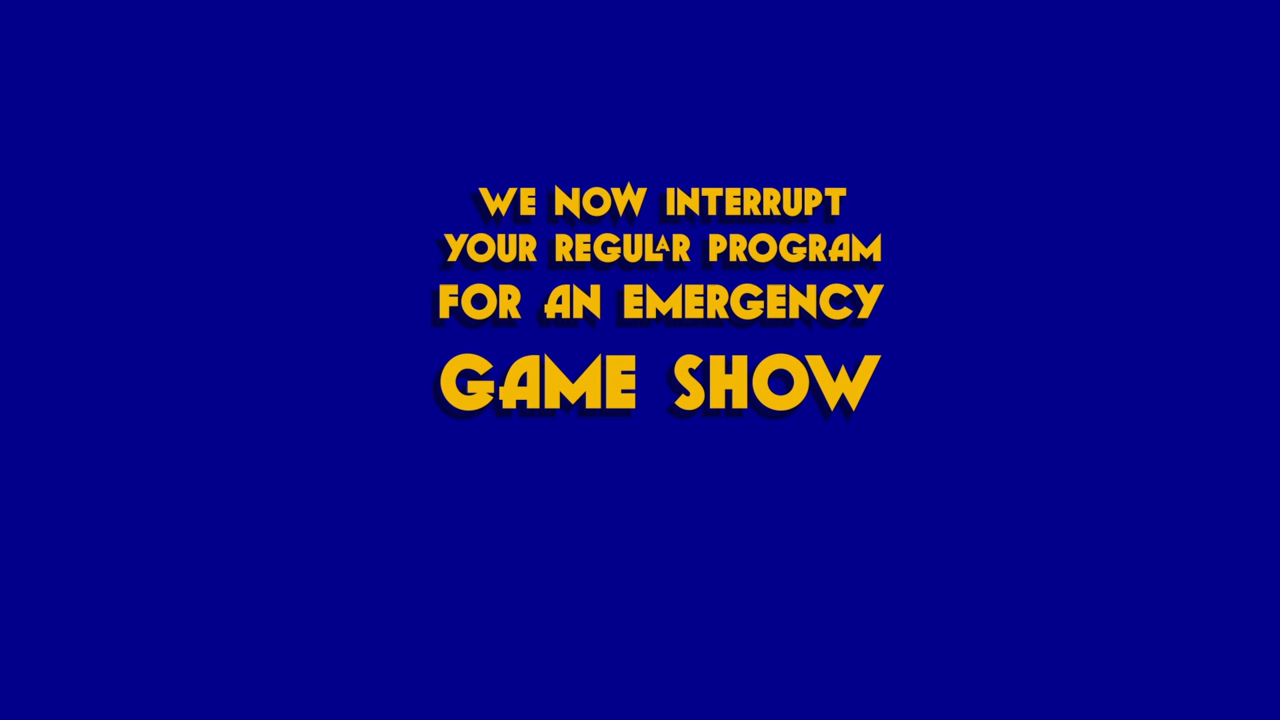 WE NOW INTERRUPT
YOUR REGULAR PROGRAM
FOR AN EMERGENCY
GAME SHOW